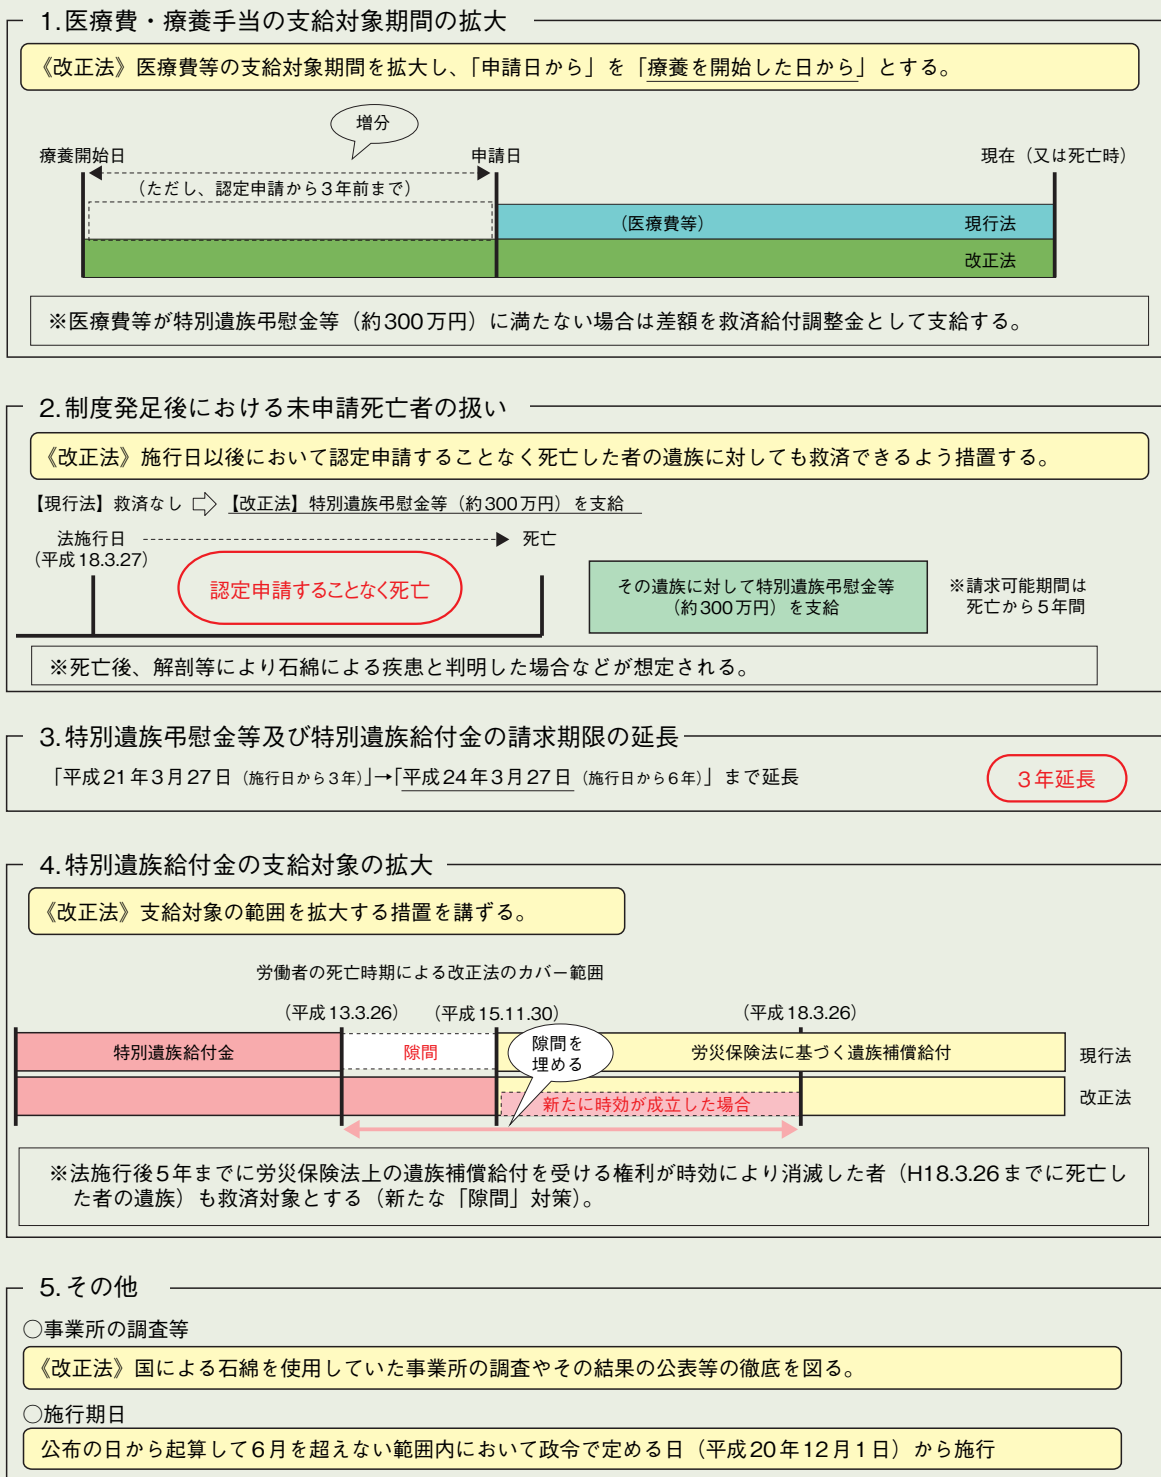 1.医療費・療養手当の支給対象期間の拡大
《改正法》医療費等の支給対象期間を拡大し、「申請日から」を「療養を開始した日から」とする。
増分
療養開始日
申請日
現在（又は死亡時）
（ただし、認定申請から3年前まで）
（医療費等）
現行法
改正法
※医療費等が特別遺族弔慰金等（約300万円）に満たない場合は差額を救済給付調整金として支給する。
2.制度発足後における未申請死亡者の扱い
《改正法》施行日以後において認定申請することなく死亡した者の遺族に対しても救済できるよう措置する。
【現行法】救済なし ⇨ 【改正法】特別遺族弔慰金等（約300万円）を支給
法施行日
（平成18.3.27）
死亡
認定申請することなく死亡
その遺族に対して特別遺族弔慰金等
（約300万円）を支給
※請求可能期間は
死亡から5年間
※死亡後、解剖等により石綿による疾患と判明した場合などが想定される。
3.特別遺族弔慰金等及び特別遺族給付金の請求期限の延長
「平成21年3月27日（施行日から3年）」→「平成24年3月27日（施行日から6年）」まで延長
3年延長
4.特別遺族給付金の支給対象の拡大
《改正法》支給対象の範囲を拡大する措置を講ずる。
労働者の死亡時期による改正法のカバー範囲
（平成13.3.26）
（平成15.11.30）
（平成18.3.26）
特別遺族給付金
隙間
隙間を
埋める
労災保険法に基づく遺族補償給付
現行法
新たに時効が成立した場合
改正法
※法施行後5年までに労災保険法上の遺族補償給付を受ける権利が時効により消滅した者（H18.3.26までに死亡し
た者の遺族）も救済対象とする（新たな「隙間」対策）。
5.その他
○事業所の調査等
《改正法》国による石綿を使用していた事業所の調査やその結果の公表等の徹底を図る。
○施行期日
公布の日から起算して6月を超えない範囲内において政令で定める日（平成20年12月1日）から施行